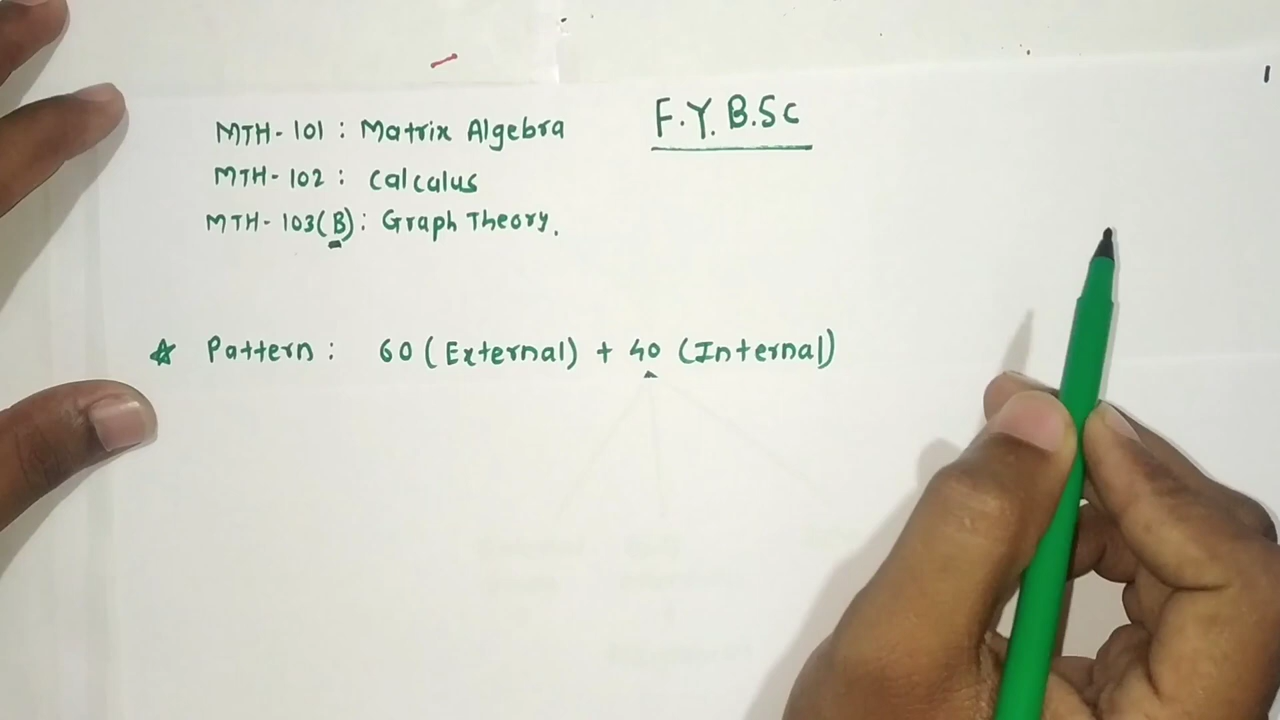 F.Y.B.Sc
MTH-101 : Matrix Algebra
MTH-102 : Calculus
MTH-103(B) : Graph Theory.
☆ Pattern : 60 (External) + 40 (Internal)